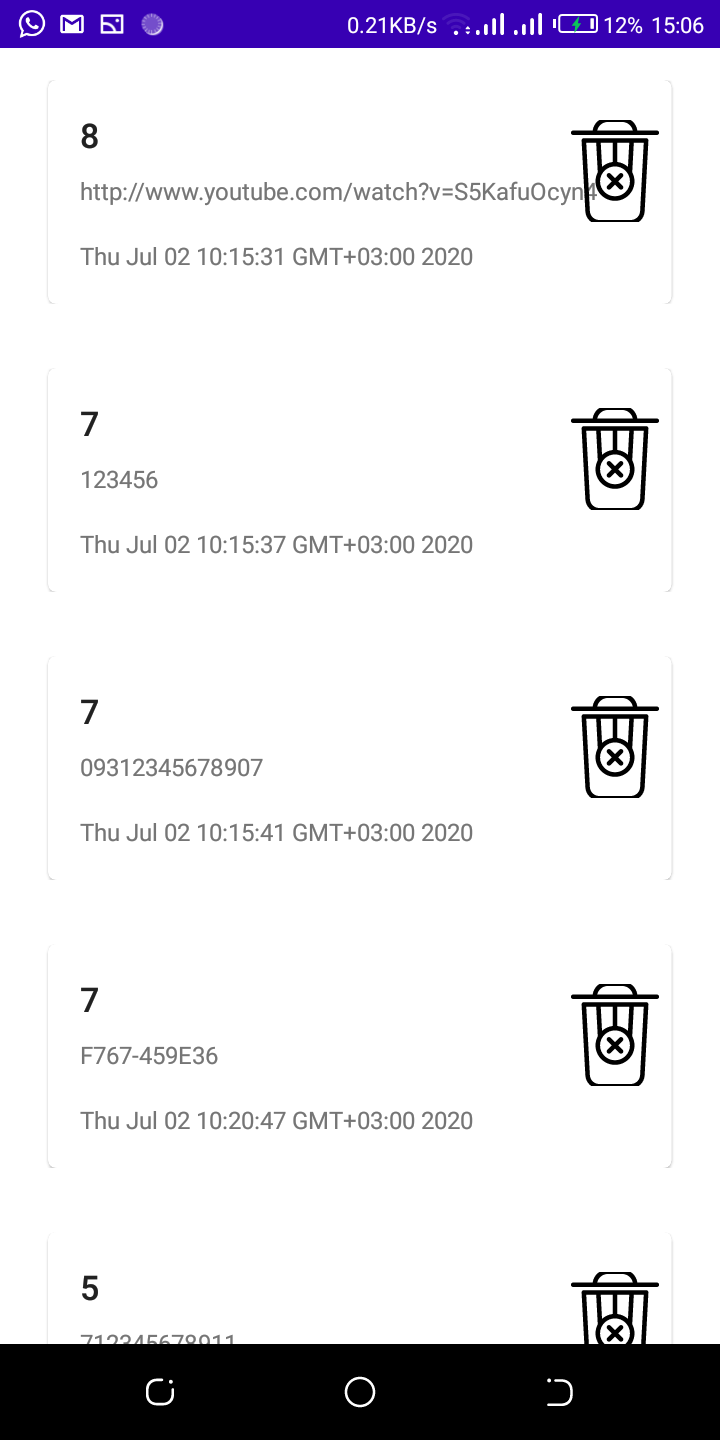 0.21KB/s 12% 15:06
8
http://www.youtube.com/watch?v=S5KafuOcyn4
Thu Jul 02 10:15:31 GMT+03:00 2020
7
123456
Thu Jul 02 10:15:37 GMT+03:00 2020
7
09312345678907
Thu Jul 02 10:15:41 GMT+03:00 2020
7
F767-459E36
Thu Jul 02 10:20:47 GMT+03:00 2020
5
712345678911